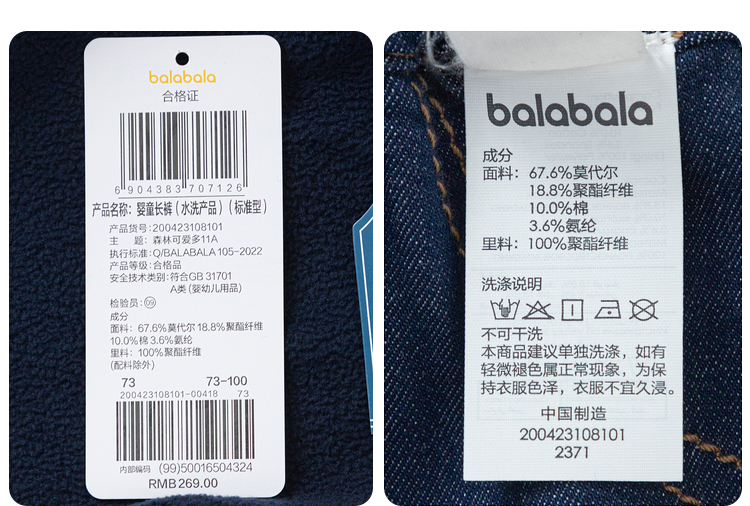 balabala
合格证
6 904383 707126
产品名称：婴童长裤（水洗产品）（标准型）
产品货号：200423108101
主 题：森林可爱多11A
执行标准：Q/BALABALA 105-2022
产品等级：合格品
安全技术类别：符合GB 31701
A类（婴幼儿用品）
检验员：09
成分
面料：67.6%莫代尔 18.8%聚酯纤维
10.0%棉 3.6%氨纶
里料：100%聚酯纤维
(配料除外)
73 73-100
200423108101-00418 73
内部编码 (99)50016504324
RMB 269.00
balabala
成分
面料：67.6%莫代尔
18.8%聚酯纤维
10.0%棉
3.6%氨纶
里料：100%聚酯纤维
洗涤说明
不可干洗
本商品建议单独洗涤，如有
轻微褪色属正常现象，为保
持衣服色泽，衣服不宜久浸。
中国制造
200423108101
2371